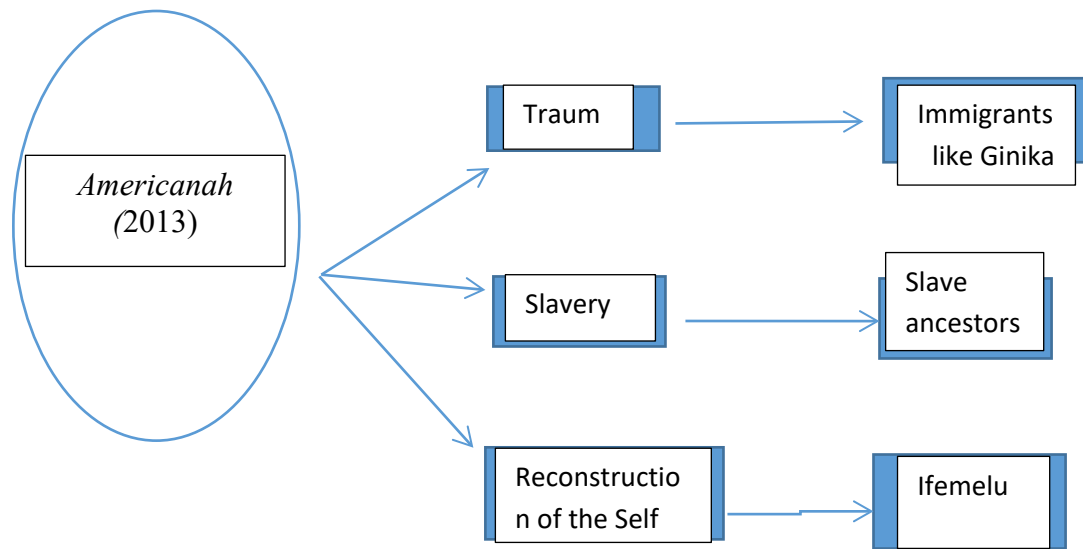 Americanah
(2013)
Traum
Immigrants
like Ginika
Slavery
Slave
ancestors
Reconstructio
n of the Self
Ifemelu